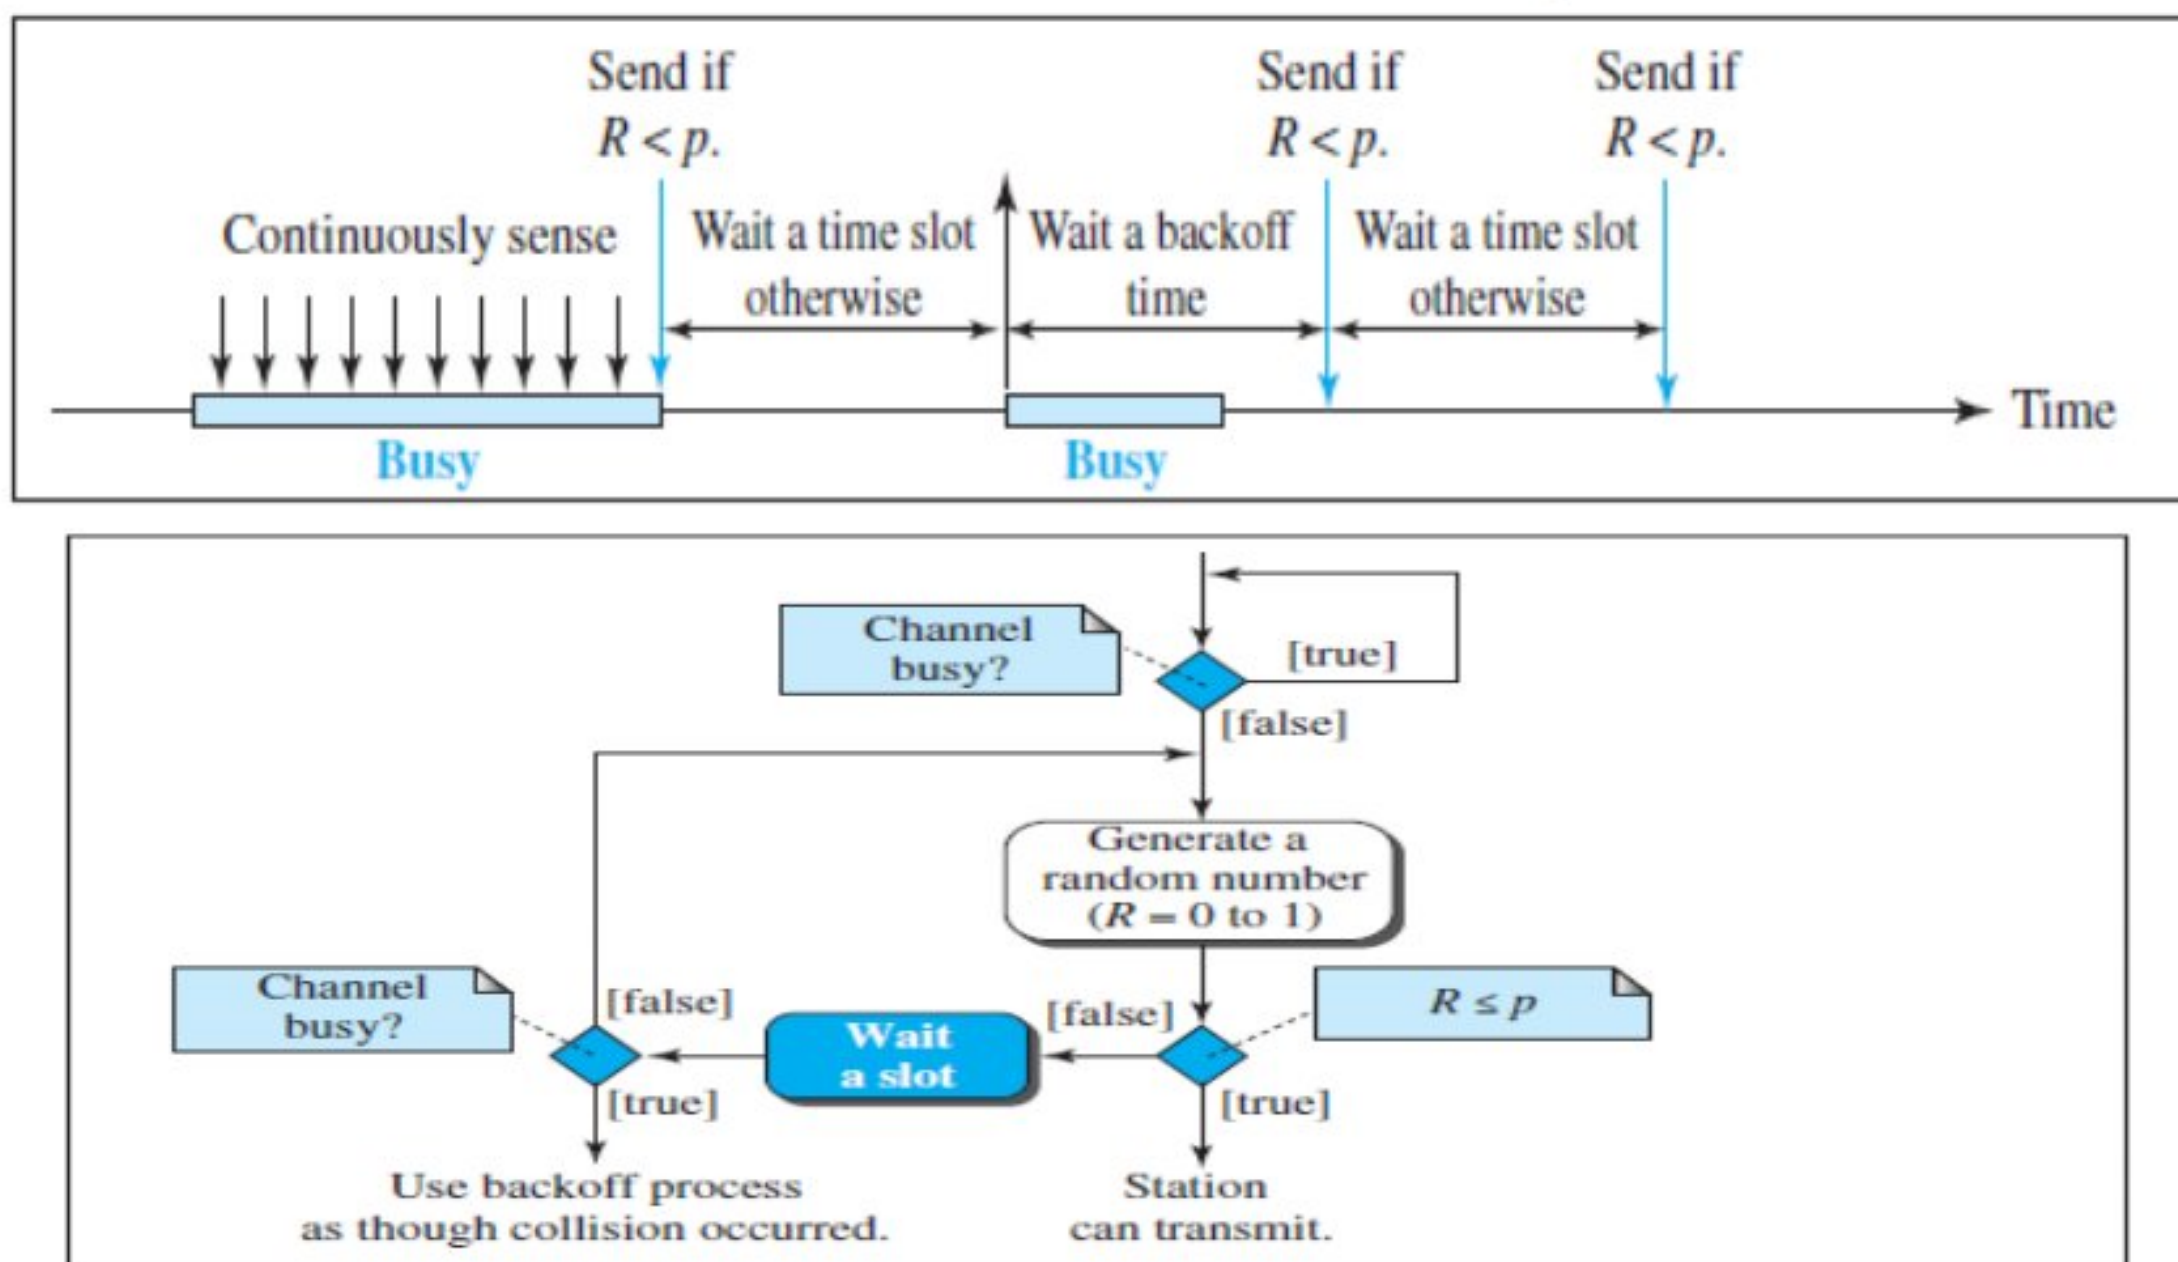 Send if
R < p.
Send if
R < p.
Send if
R < p.
Continuously sense
Wait a time slot
otherwise
Wait a backoff
time
Wait a time slot
otherwise
Time
Busy
Busy
Channel
busy?
[true]
[false]
Generate a
random number
(R = 0 to 1)
Channel
busy?
[false]
Wait
a slot
[false]
R ≤ p
[true]
[true]
Use backoff process
as though collision occurred.
Station
can transmit.